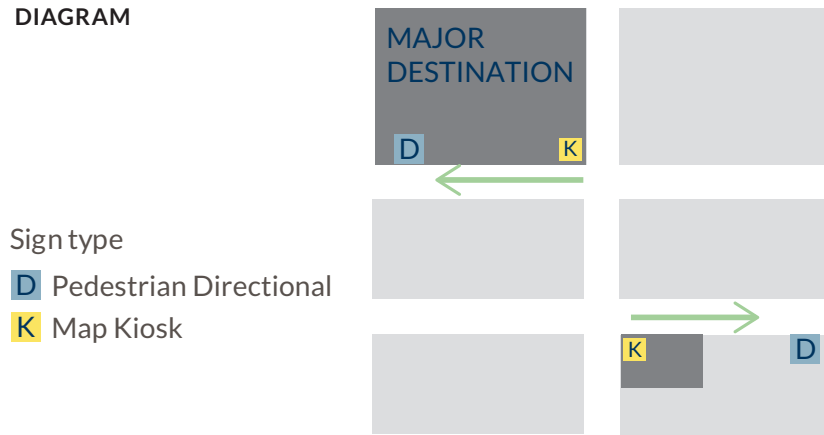 DIAGRAM
MAJOR
DESTINATION
D
K
Sign type
D Pedestrian Directional
K Map Kiosk
K
D